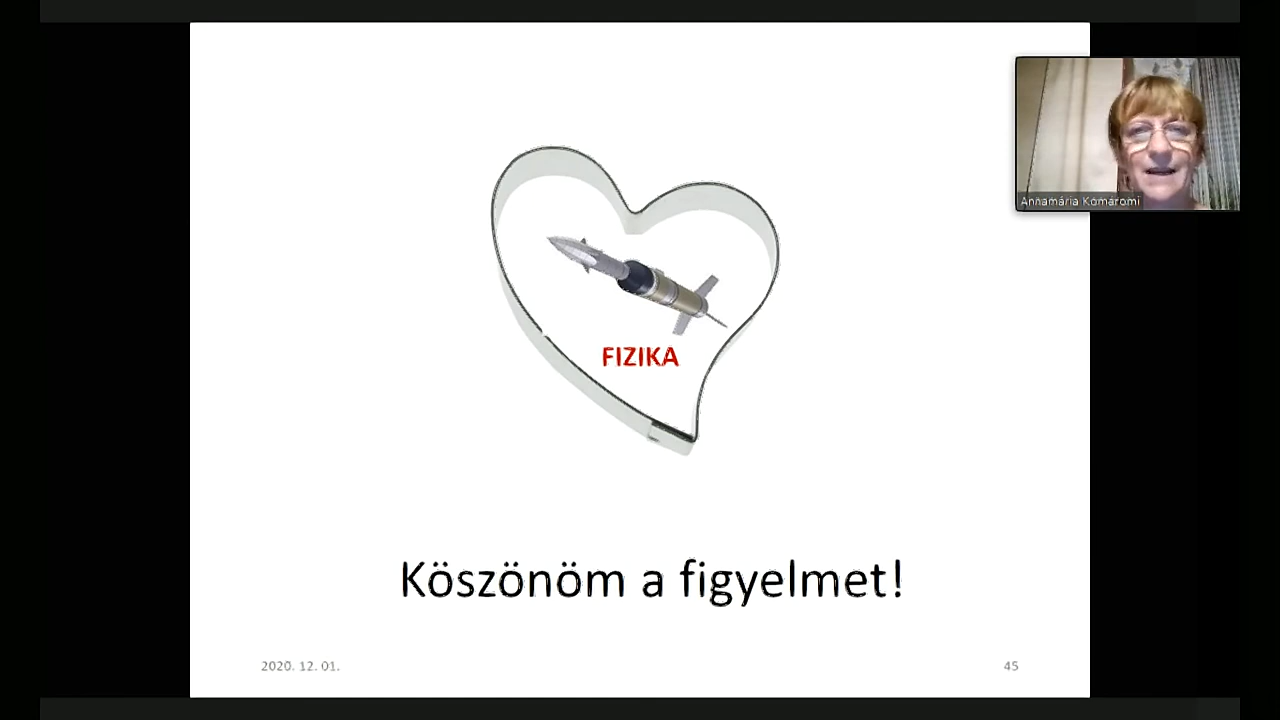 Annamária Komáromi
FIZIKA
Köszönöm a figyelmet!
2020. 12. 01.
45